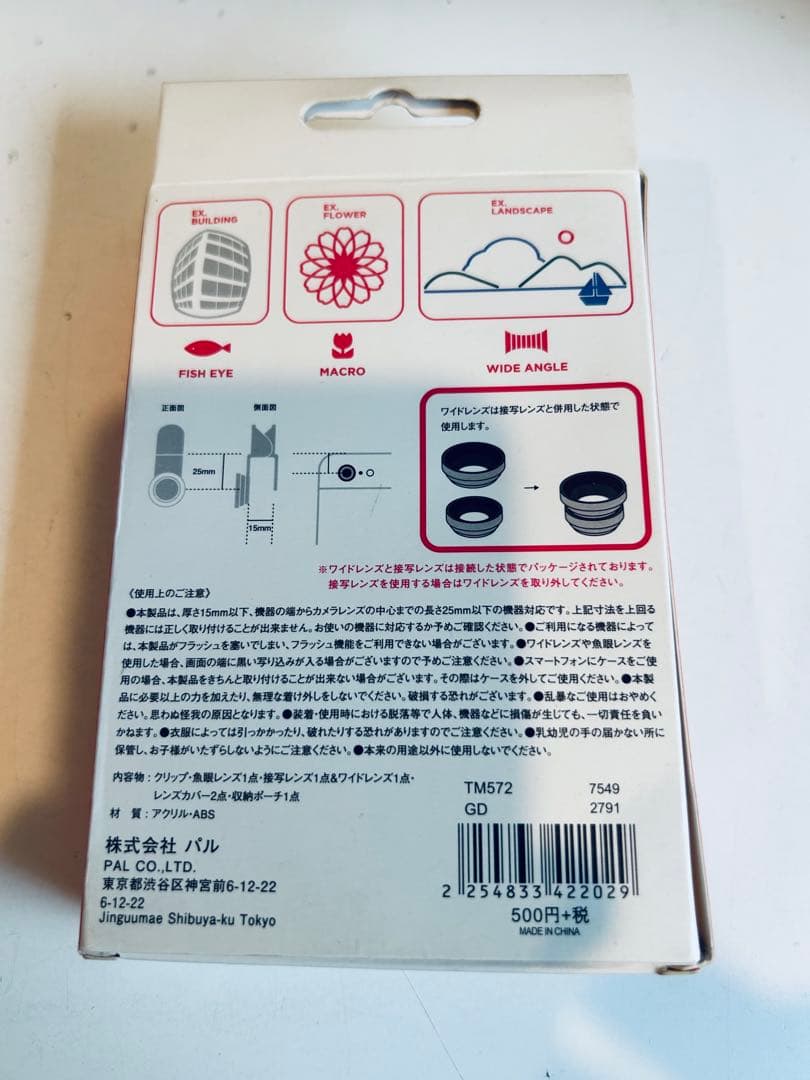 EX.
BUILDING
EX.
FLOWER
EX.
LANDSCAPE
FISH EYE
MACRO
WIDE ANGLE
正面図
側面図
25mm
15mm
ワイドレンズは接写レンズと併用した状態で
使用します。
※ワイドレンズと接写レンズは接続した状態でパッケージされております。
接写レンズを使用する場合はワイドレンズを取り外してください。
《使用上のご注意》
●本製品は、厚さ15mm以下、機器の端からカメラレンズの中心までの長さ25mm以下の機器対応です。上記寸法を上回る
機器には正しく取り付けることが出来ません。お使いの機器に対応するか予めご確認ください。●ご利用になる機器によっ
ては、本製品がフラッシュを塞いでしまい、フラッシュ機能をご利用できない場合がございます。●ワイドレンズや魚眼レンズを
使用した場合、画面の端に黒い写り込みが入る場合がございますので予めご注意ください。●スマートフォンにケースをご使
用の場合、本製品をきちんと取り付けることが出来ない場合がございます。その際はケースを外してご使用ください。●本製
品に必要以上の力を加えたり、無理な着け外しをしないでください。破損する恐れがございます。●乱暴なご使用はおやめく
ださい。思わぬ怪我の原因となります。●装着・使用時における脱落等で人体、機器などに損傷が生じても、一切責任を負い
かねます。●衣服によっては引っかかったり、破れたりする恐れがありますのでご注意ください。●乳幼児の手の届かない所に
保管し、お子様がいたずらしないようにご注意ください。●本来の用途以外に使用しないでください。
内容物：クリップ・魚眼レンズ1点・接写レンズ1点&ワイドレンズ1点・
レンズカバー2点・収納ポーチ1点
材 質：アクリル・ABS
TM572 7549
GD 2791
株式会社 パル
PAL CO.,LTD.
東京都渋谷区神宮前6-12-22
6-12-22
Jinguumae Shibuya-ku Tokyo
2 254833 422029
500円+税
MADE IN CHINA